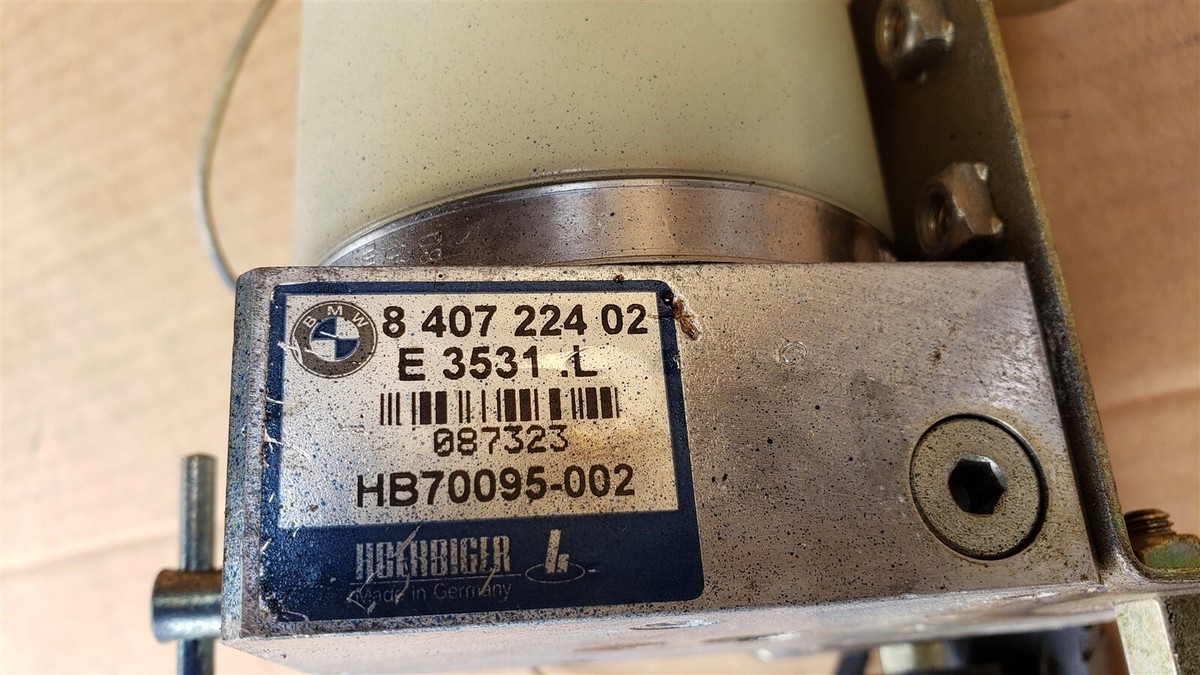 BMW
8 407 224 02
E 3531 .L
087323
HB70095-002
HOERBIGER
Made in Germany